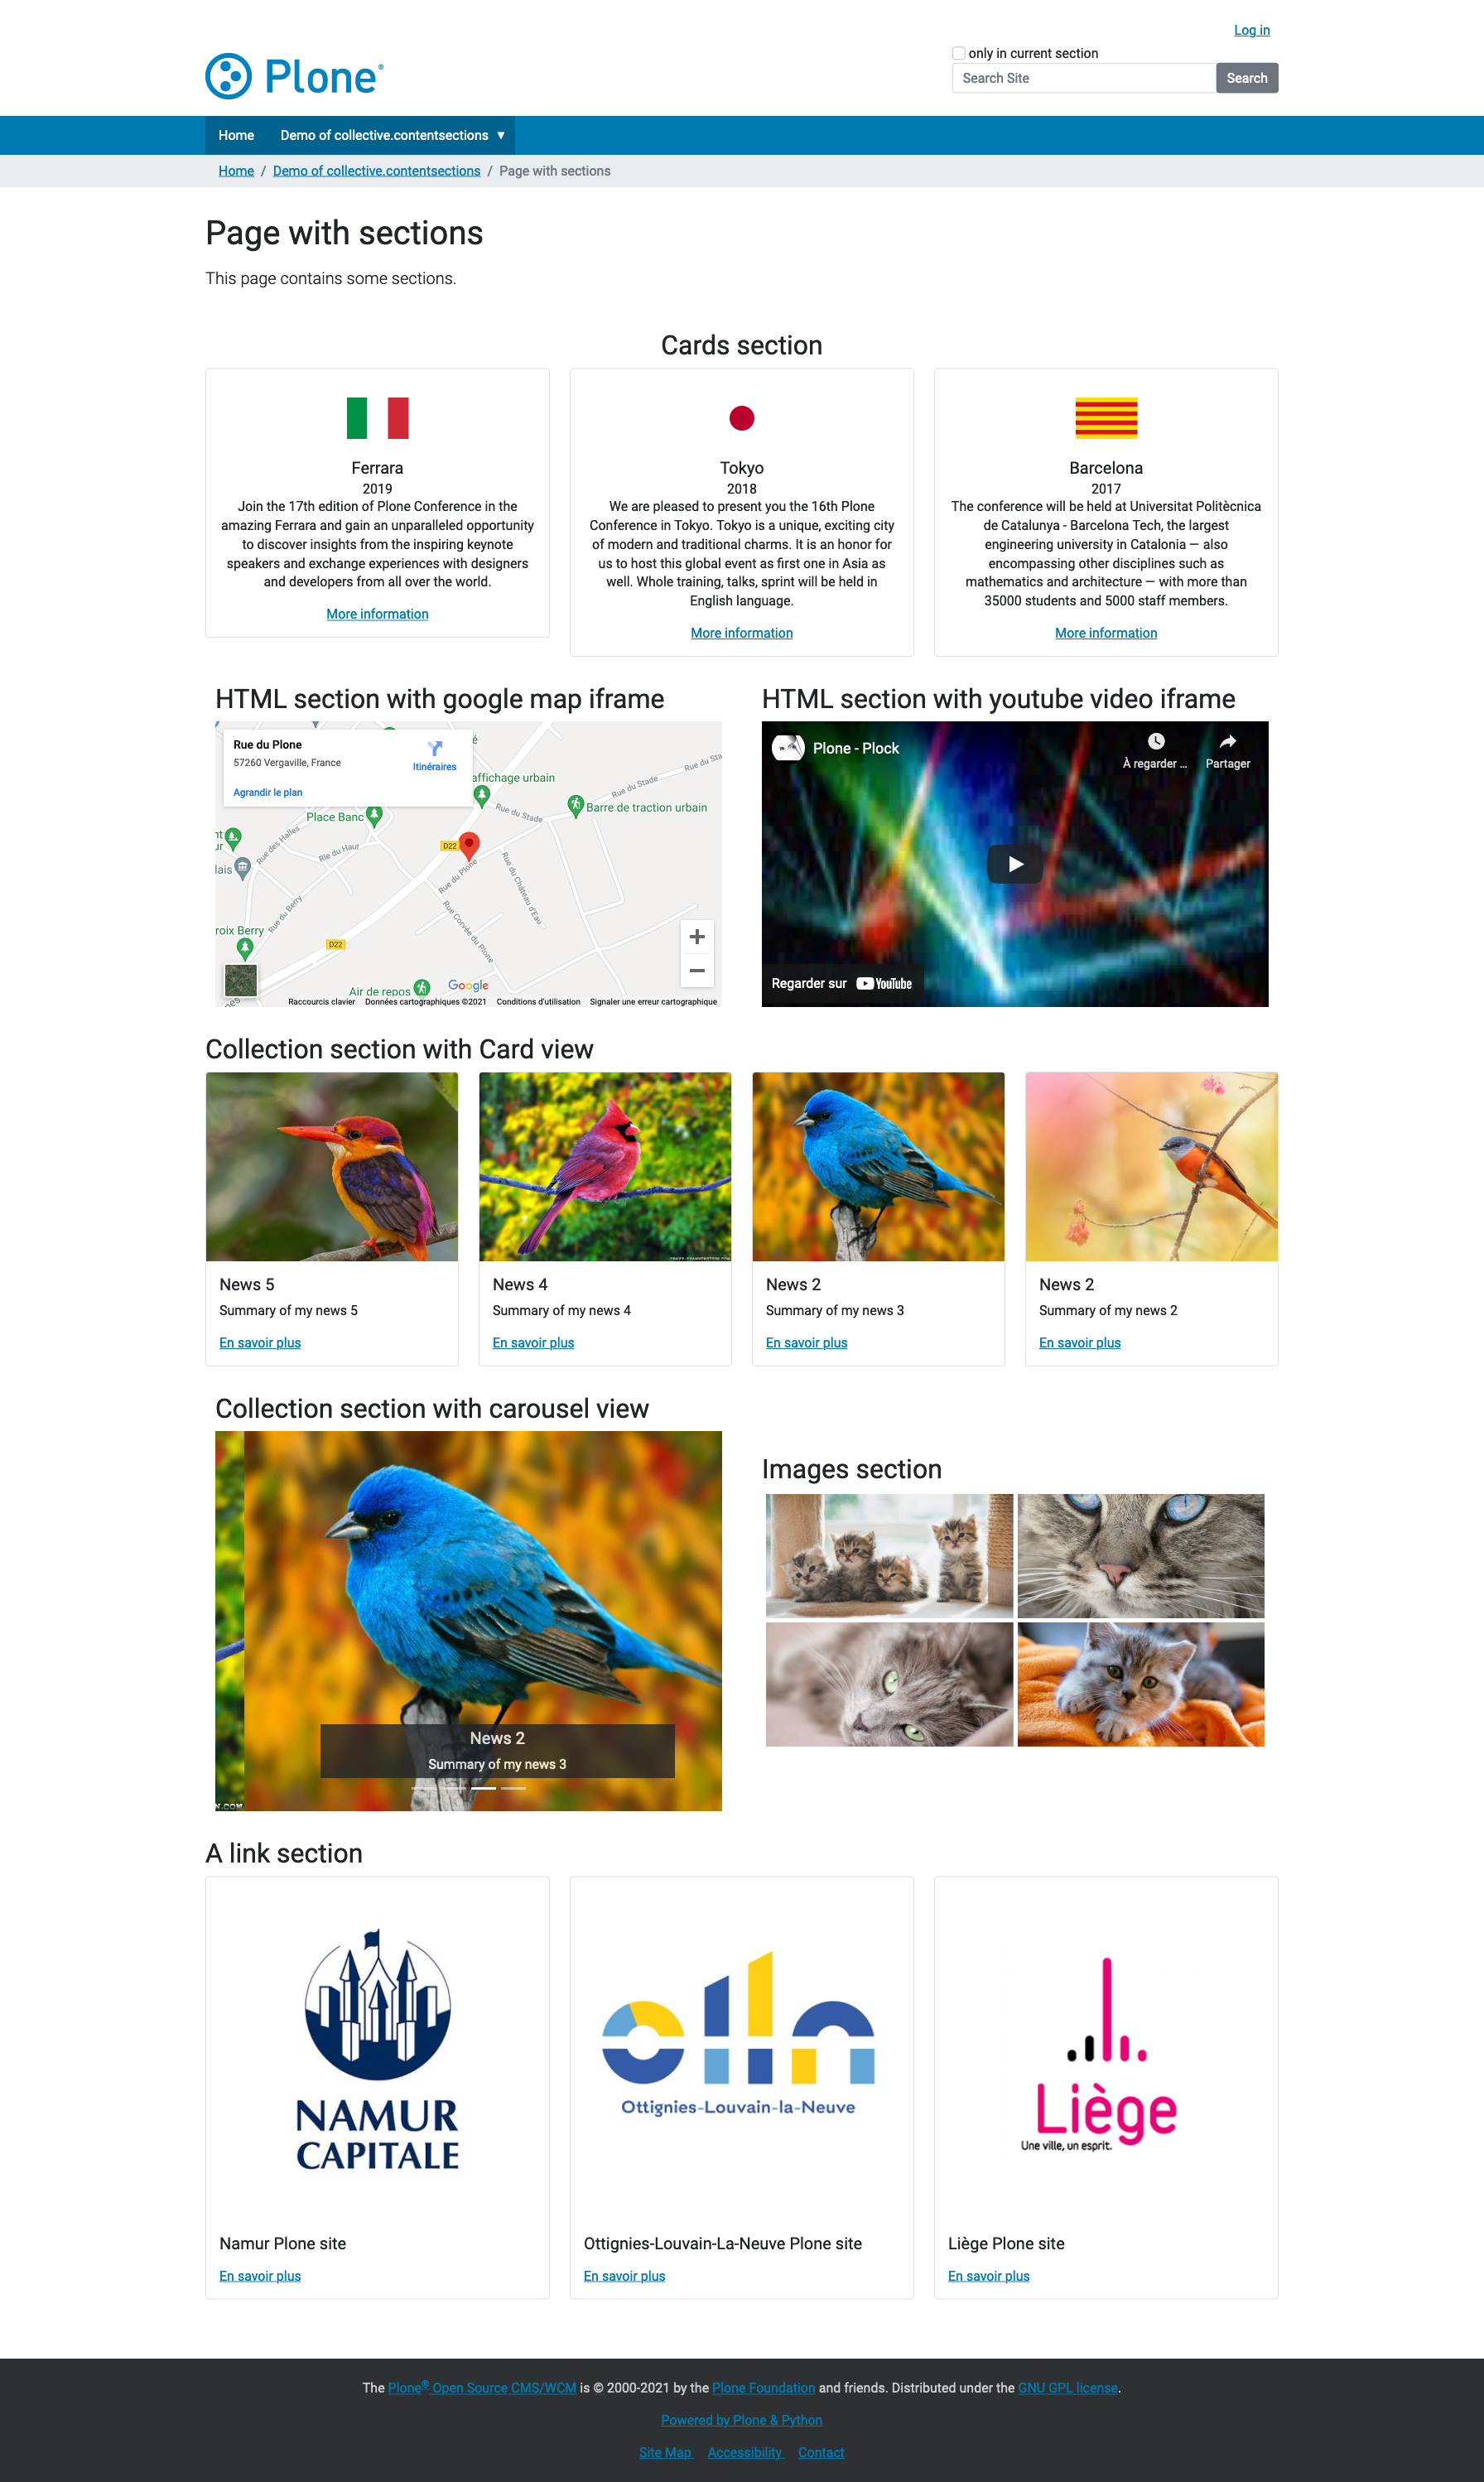 Log in
only in current section
Plone®
Search Site
Search
Home
Demo of collective.contentsections ▼
Home / Demo of collective.contentsections / Page with sections
Page with sections
This page contains some sections.
Cards section
Ferrara
2019
Join the 17th edition of Plone Conference in the
amazing Ferrara and gain an unparalleled opportunity
to discover insights from the inspiring keynote
speakers and exchange experiences with designers
and developers from all over the world.
More information
Tokyo
2018
We are pleased to present you the 16th Plone
Conference in Tokyo. Tokyo is a unique, exciting city
of modern and traditional charms. It is an honor for
us to host this global event as first one in Asia as
well. Whole training, talks, sprint will be held in
English language.
More information
Barcelona
2017
The conference will be held at Universitat Politècnica
de Catalunya - Barcelona Tech, the largest
engineering university in Catalonia — also
encompassing other disciplines such as
mathematics and architecture — with more than
35000 students and 5000 staff members.
More information
HTML section with google map iframe
Rue du Plone
57260 Vergaville, France
Itinéraires
Agrandir le plan
affichage urbain
Rue du Stade
Rue du Stade
Barre de traction urbain
Place Banc
Rue des Halles
Rle du Haut
D22
Rue du Plone
Rue du Château d'Eau
Rue du Berry
Rue Corvée du Plone
roix Berry
D22
Air de repos
Google
Raccourcis clavier
Données cartographiques ©2021
Conditions d'utilisation
Signaler une erreur cartographique
HTML section with youtube video iframe
Plone - Plock
À regarder ...
Partager
Regarder sur YouTube
Collection section with Card view
News 5
Summary of my news 5
En savoir plus
News 4
Summary of my news 4
En savoir plus
News 2
Summary of my news 3
En savoir plus
News 2
Summary of my news 2
En savoir plus
Collection section with carousel view
News 2
Summary of my news 3
Images section
A link section
NAMUR
CAPITALE
Namur Plone site
En savoir plus
olln
Ottignies-Louvain-la-Neuve
Ottignies-Louvain-La-Neuve Plone site
En savoir plus
Liège
Une ville, un esprit.
Liège Plone site
En savoir plus
The Plone® Open Source CMS/WCM is © 2000-2021 by the Plone Foundation and friends. Distributed under the GNU GPL license.
Powered by Plone & Python
Site Map
Accessibility
Contact